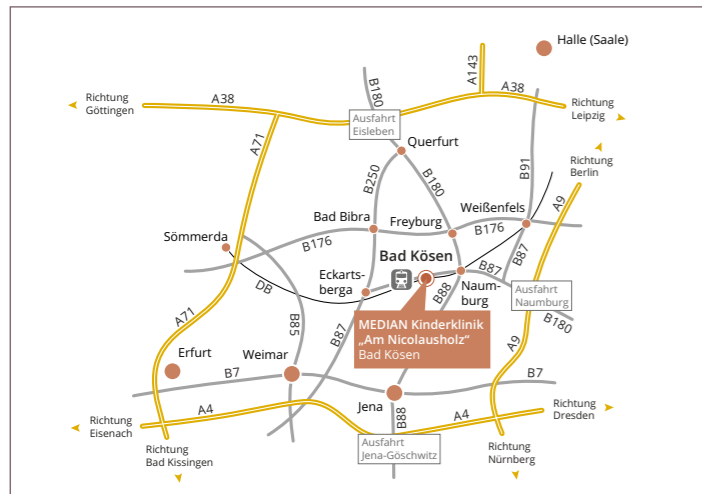 Halle (Saale)
A143
B180
A38
A38
Richtung
Göttingen
Richtung
Leipzig
Ausfahrt
Eisleben
A71
Querfurt
Richtung
Berlin
B91
B250
B180
A9
Weißenfels
Bad Bibra
Freyburg
B176
Sömmerda
B176
Bad Kösen
B87
B87
Eckarts-
berga
Naum-
burg
DB
B88
Ausfahrt
Naumburg
B180
A71
B85
B87
MEDIAN Kinderklinik
„Am Nicolausholz“
Bad Kösen
A9
Erfurt
Weimar
B7
B7
Jena
A4
B88
A4
Richtung
Eisenach
Richtung
Dresden
Ausfahrt
Jena-Göschwitz
Richtung
Bad Kissingen
Richtung
Nürnberg